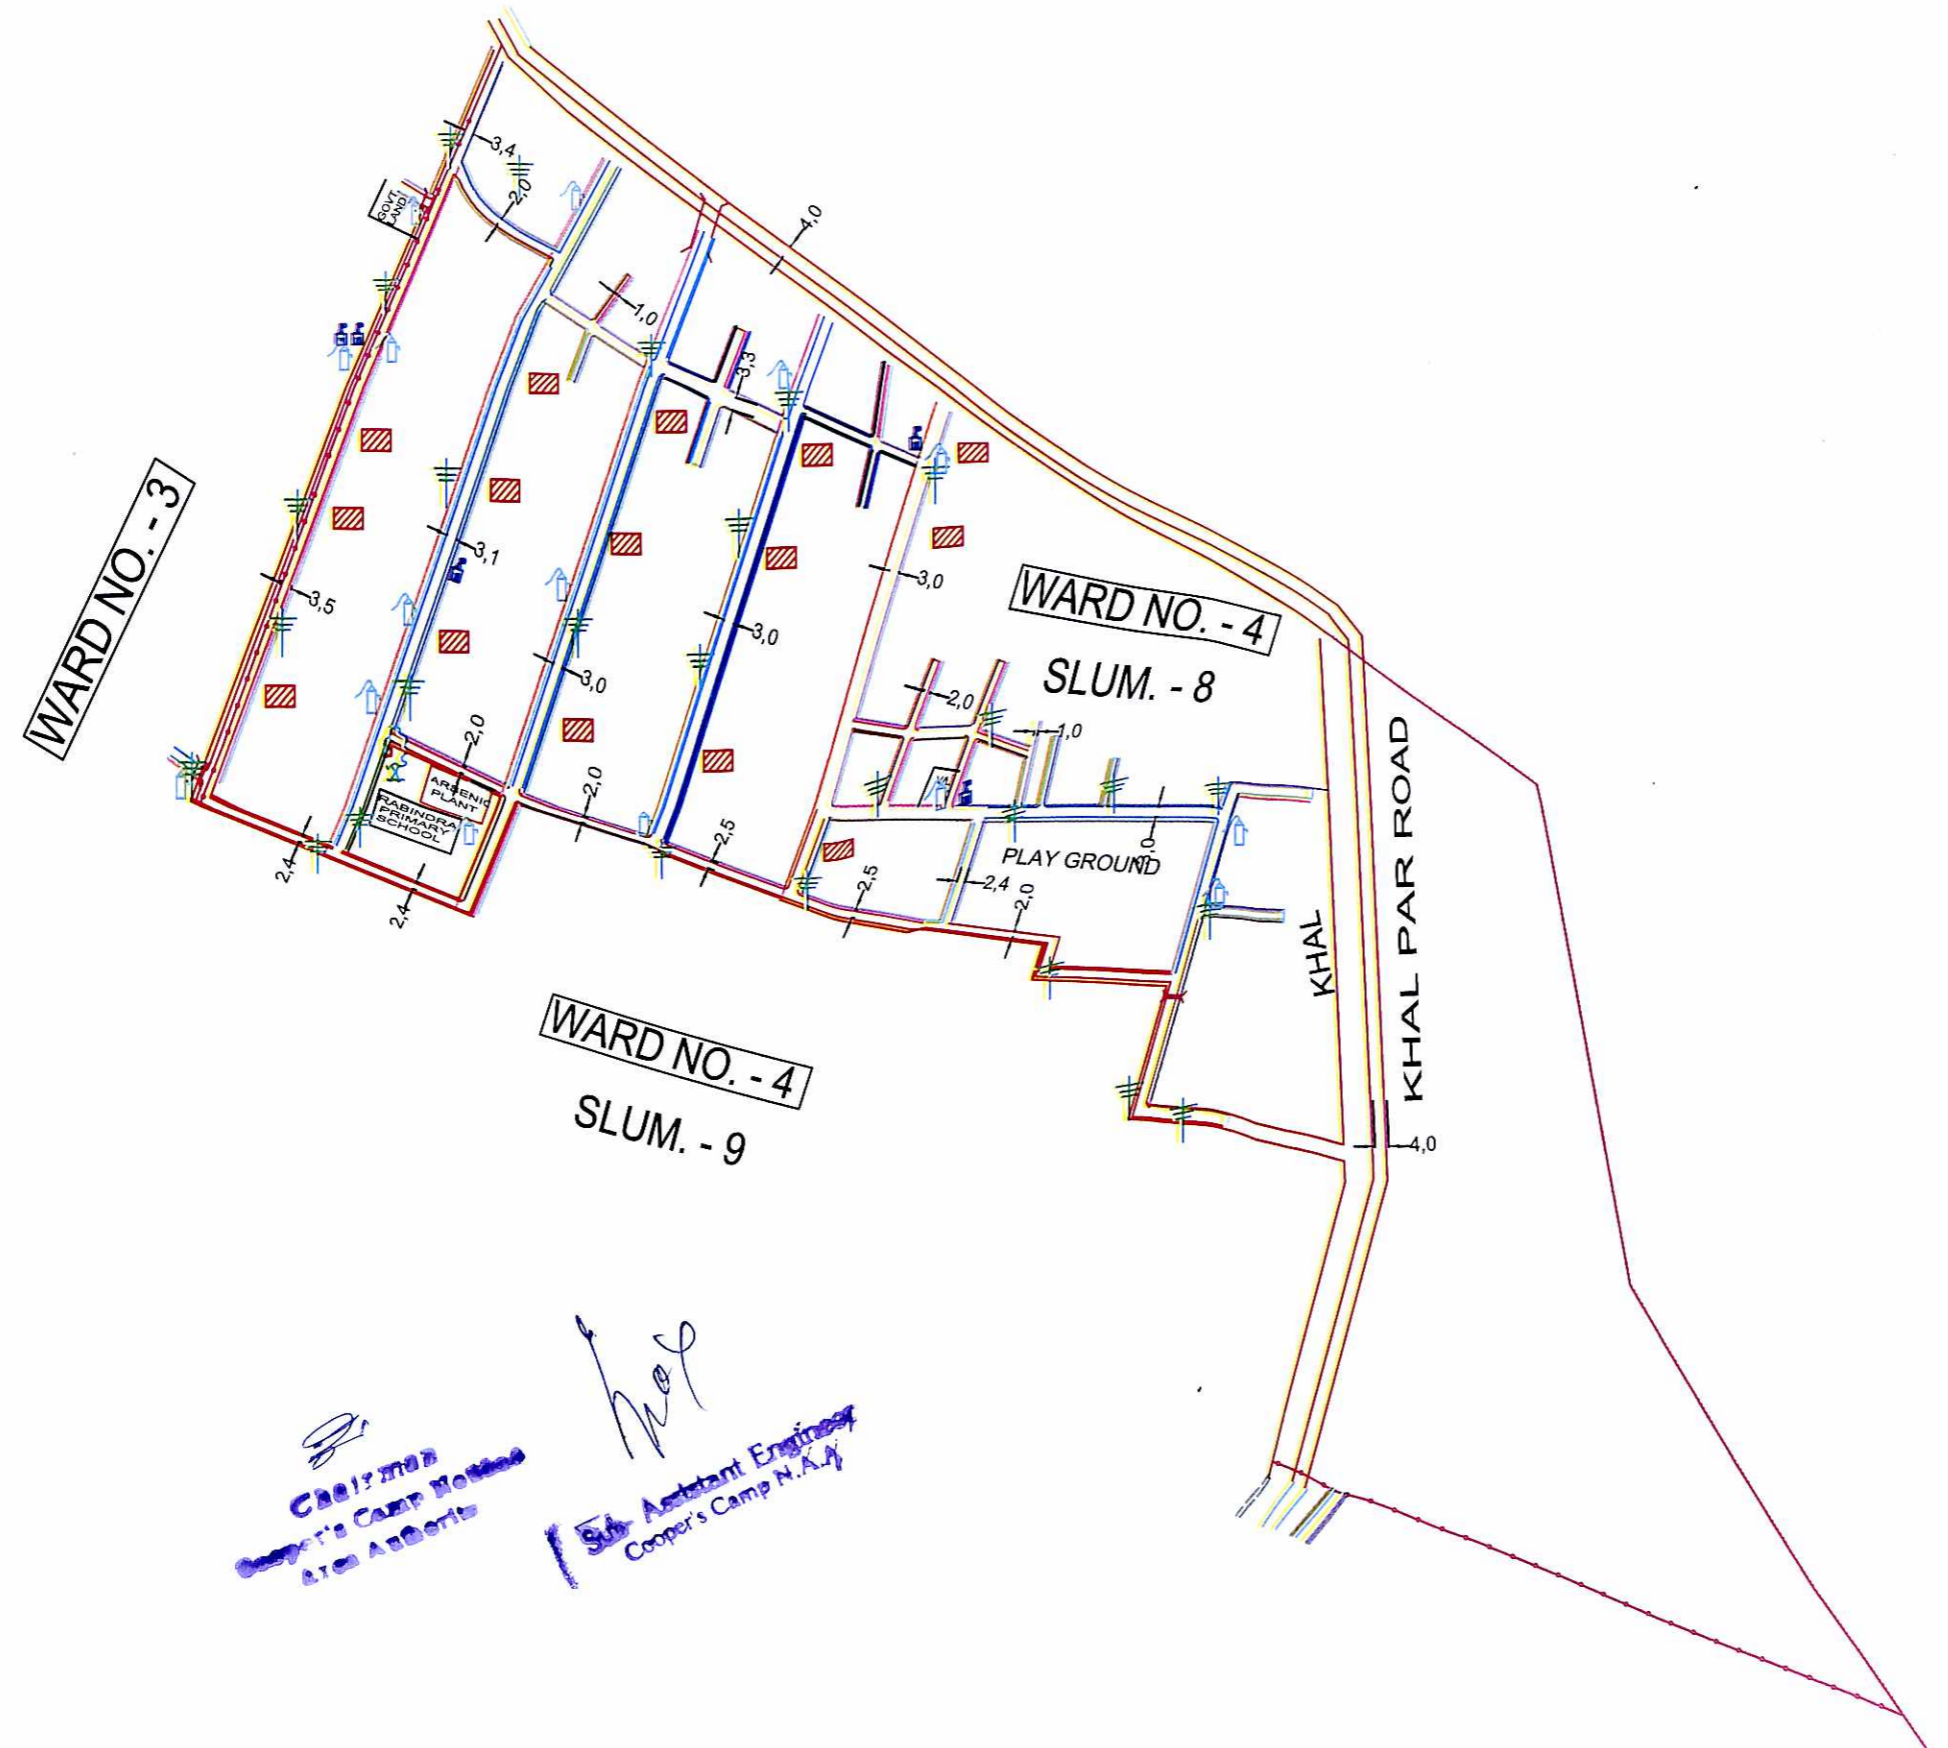 3,4
2,0
GOVT.
LAND
4,0
1,0
3,3
WARD NO. - 3
3,1
3,5
3,0
3,0
3,0
WARD NO. - 4
SLUM. - 8
2,0
1,0
2,0
2,0
ARSENIC
PLANT
RABINDRA
PRIMARY
SCHOOL
2,5
2,4
2,4
2,5
PLAY GROUND
3,0
2,4
2,0
KHAL
KHAL PAR ROAD
4,0
WARD NO. - 4
SLUM. - 9
Chairman
Cooper's Camp Notified
Area Authority
Sub- Assistant Engineer
Cooper's Camp N.A.A